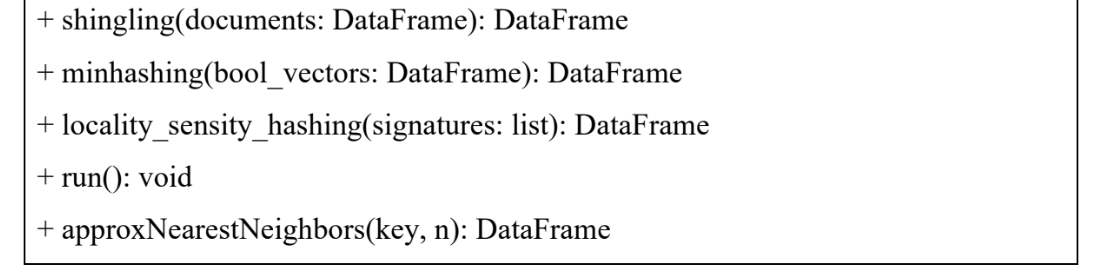 + shingling(documents: DataFrame): DataFrame
+ minhashing(bool_vectors: DataFrame): DataFrame
+ locality_sensity_hashing(signatures: list): DataFrame
+ run(): void
+ approxNearestNeighbors(key, n): DataFrame